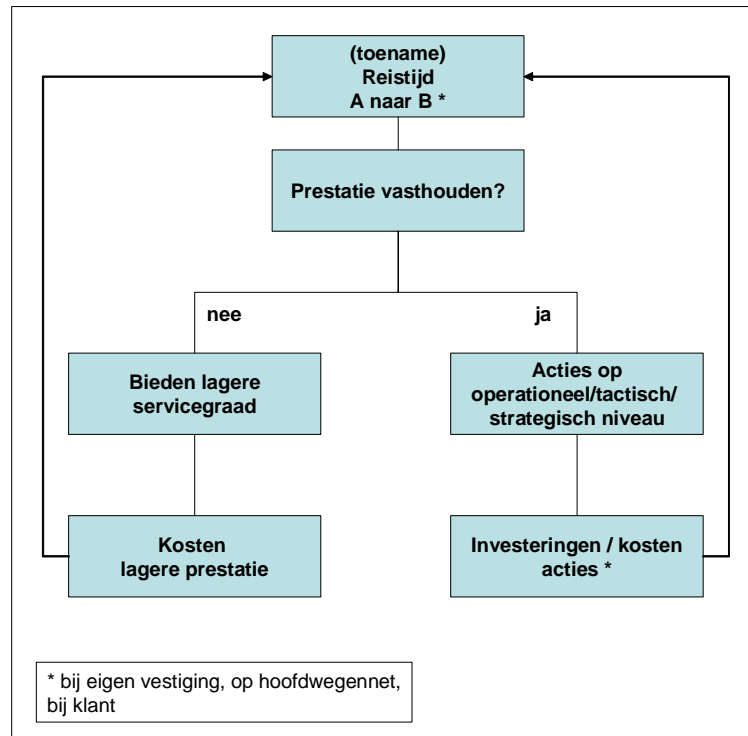 (toename)
Reistijd
A naar B *
Prestatie vasthouden?
nee
ja
Bieden lagere
servicegraad
Acties op
operationeel/tactisch/
strategisch niveau
Kosten
lagere prestatie
Investeringen / kosten
acties *
* bij eigen vestiging, op hoofdwegennet,
bij klant